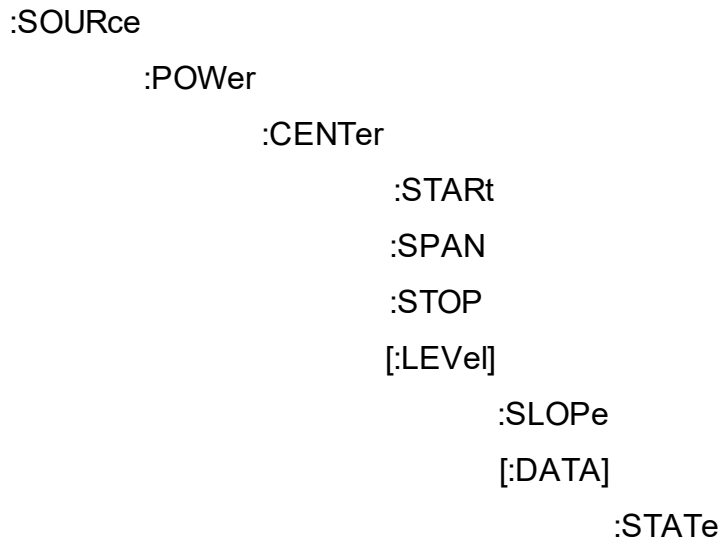 :SOURce
:POWer
:CENTer
:STARt
:SPAN
:STOP
[:LEVel]
:SLOPe
[:DATA]
:STATe